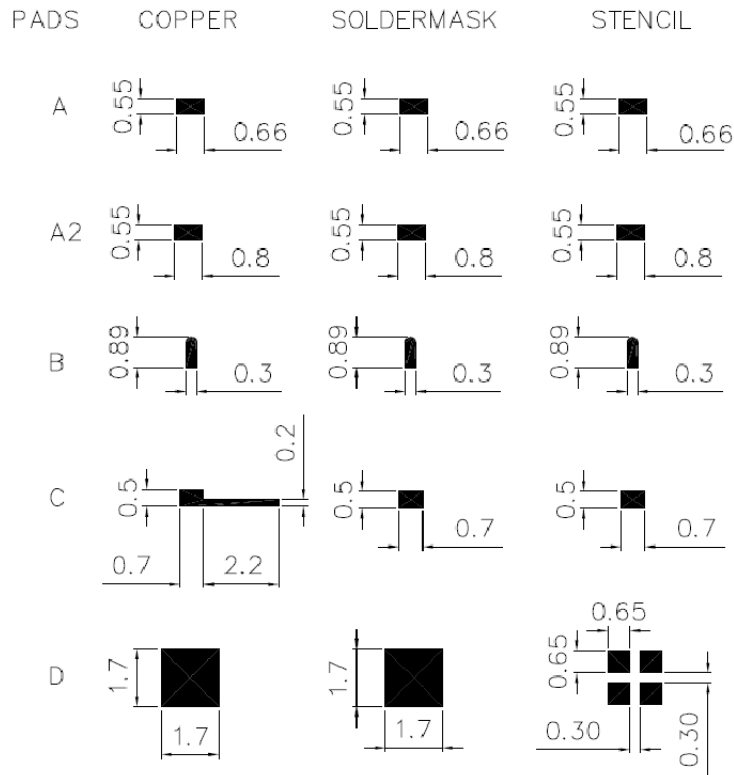 PADS COPPER SOLDERMASK STENCIL
A 0.55 0.66 0.55 0.66 0.55 0.66
A2 0.55 0.8 0.55 0.8 0.55 0.8
B 0.89 0.3 0.89 0.3 0.89 0.3
0.2
C 0.5 0.5 0.5
0.7 2.2 0.7 0.7
0.65
D 1.7 1.7 0.65
1.7 1.7 0.30 0.30